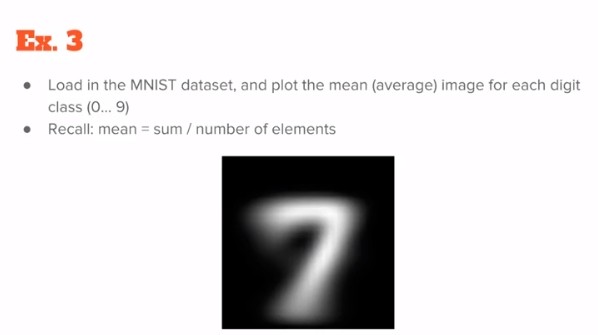 Ex. 3
● Load in the MNIST dataset, and plot the mean (average) image for each digit
class (0... 9)
● Recall: mean = sum / number of elements
7